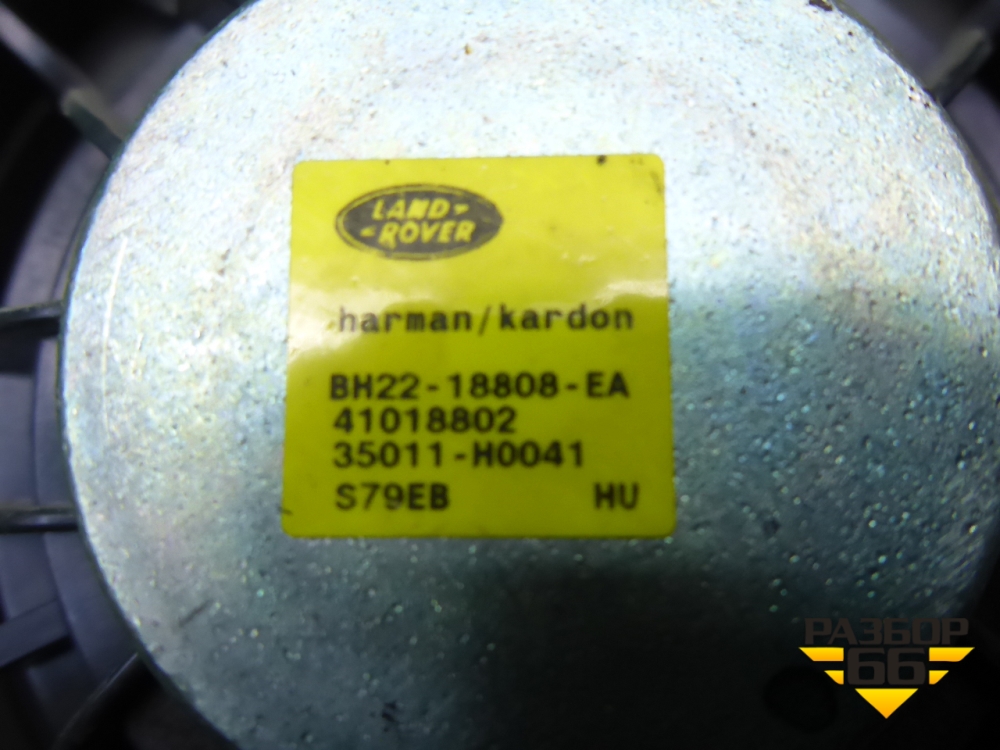 LAND
ROVER
harman/kardon
BH22-18808-EA
41018802
35011-H0041
S79EB HU
РАЗБОР
66